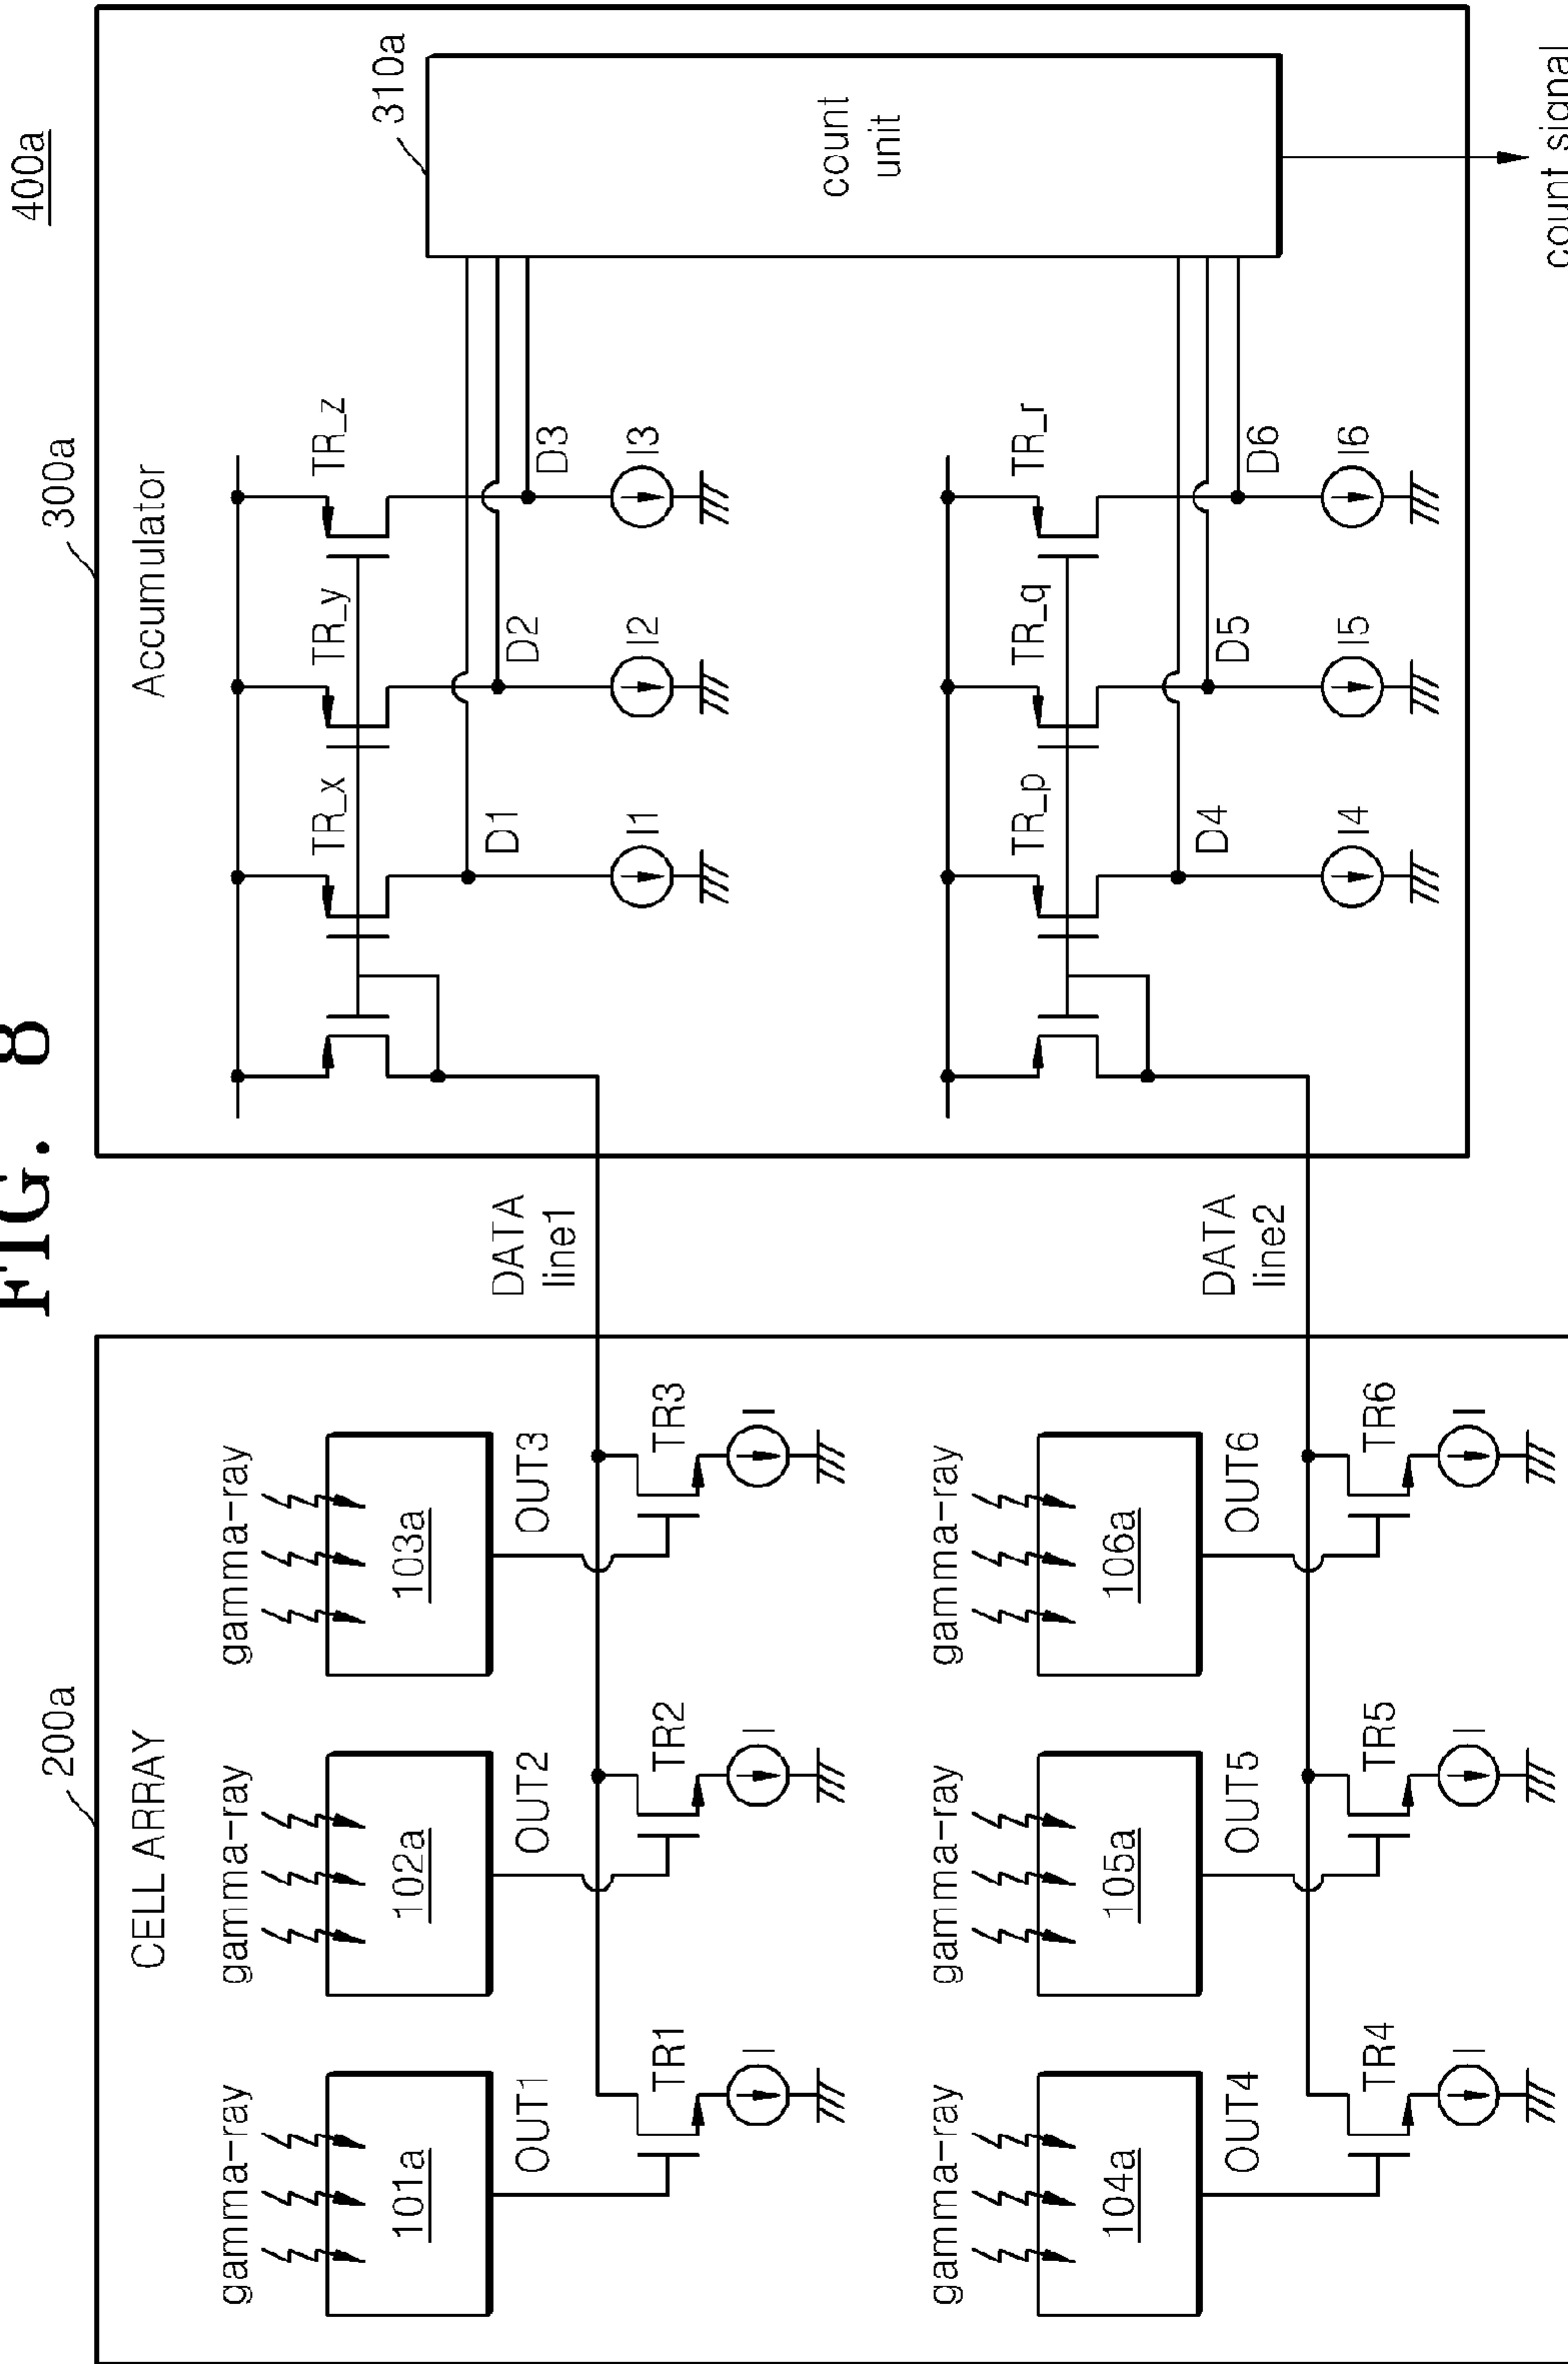 FIG. 8
400a
200a
CELL ARRAY
gamma-ray
gamma-ray
gamma-ray
101a
102a
103a
OUT1
OUT2
OUT3
TR1
TR2
TR3
I
I
I
gamma-ray
gamma-ray
gamma-ray
104a
105a
106a
OUT4
OUT5
OUT6
TR4
TR5
TR6
I
I
I
DATA
line1
DATA
line2
300a
Accumulator
TR_x
TR_y
TR_z
D1
D2
D3
I1
I2
I3
TR_p
TR_q
TR_r
D4
D5
D6
I4
I5
I6
310a
count
unit
count signal